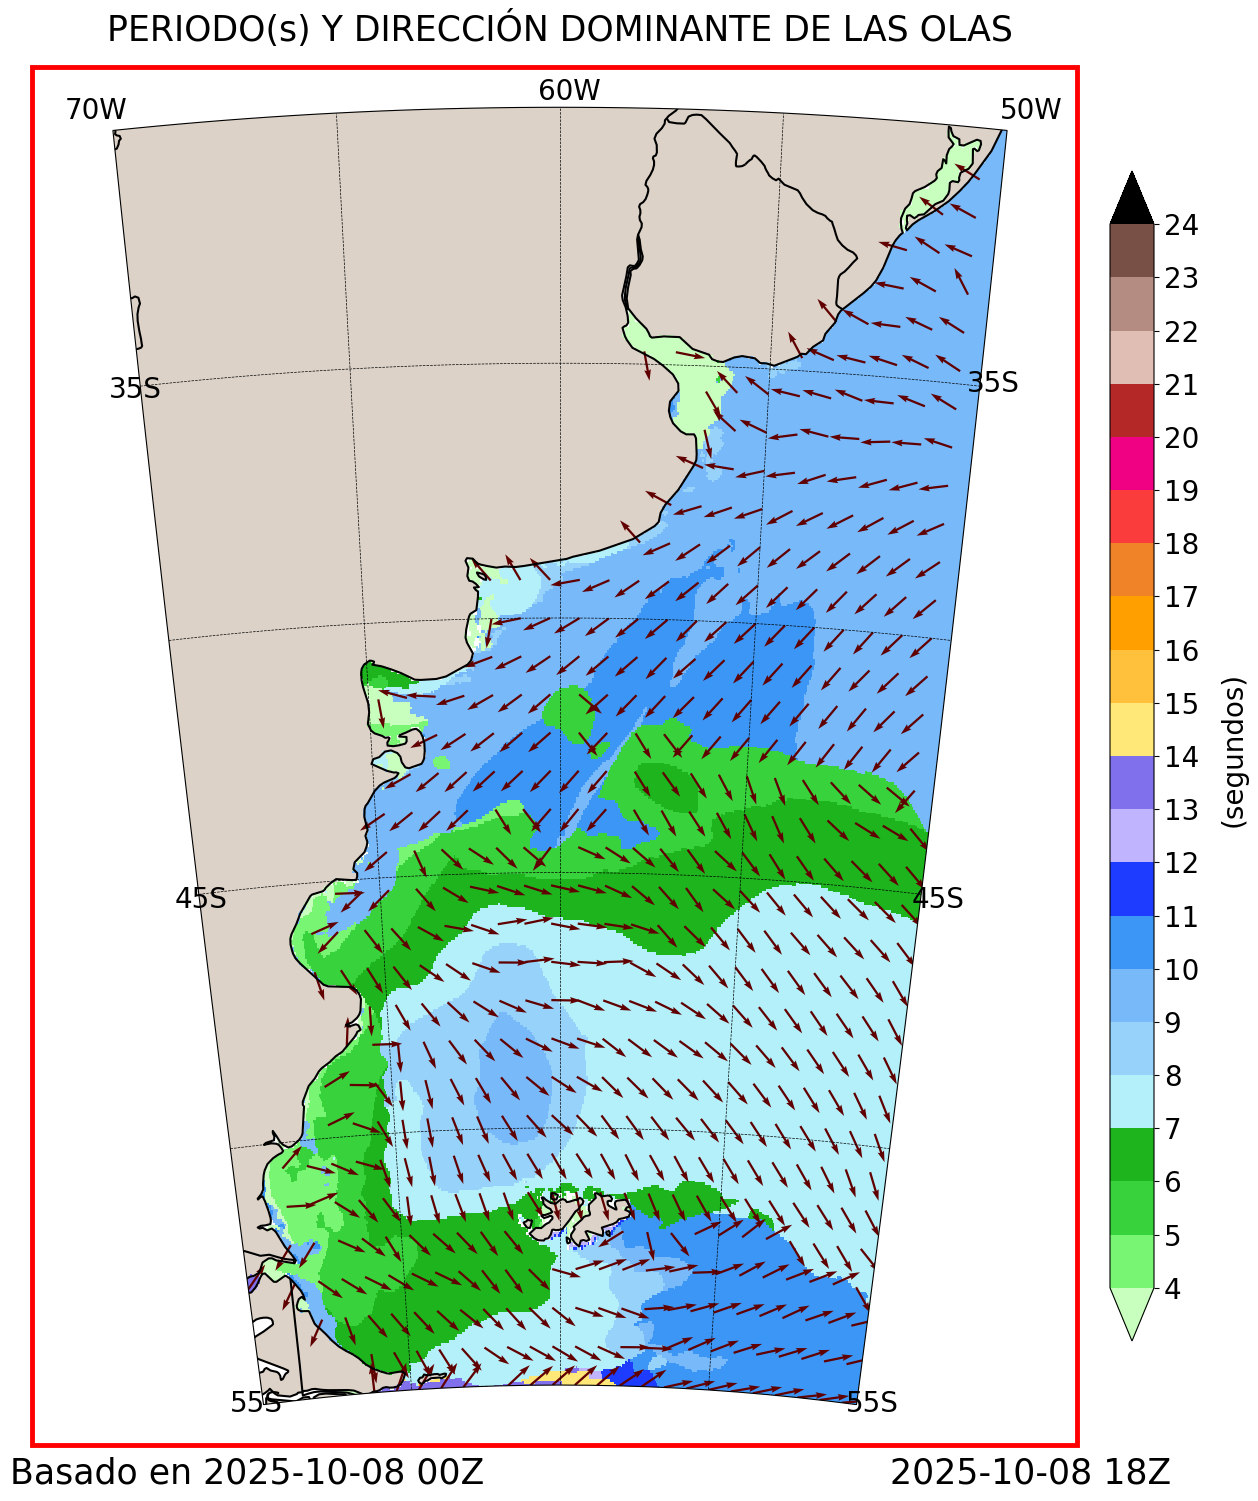 PERIODO(s) Y DIRECCIÓN DOMINANTE DE LAS OLAS
70W
60W
50W
35S
35S
45S
45S
55S
55S
24
23
22
21
20
19
18
17
16
15
14
13
12
11
10
9
8
7
6
5
4
(segundos)
Basado en 2025-10-08 00Z
2025-10-08 18Z